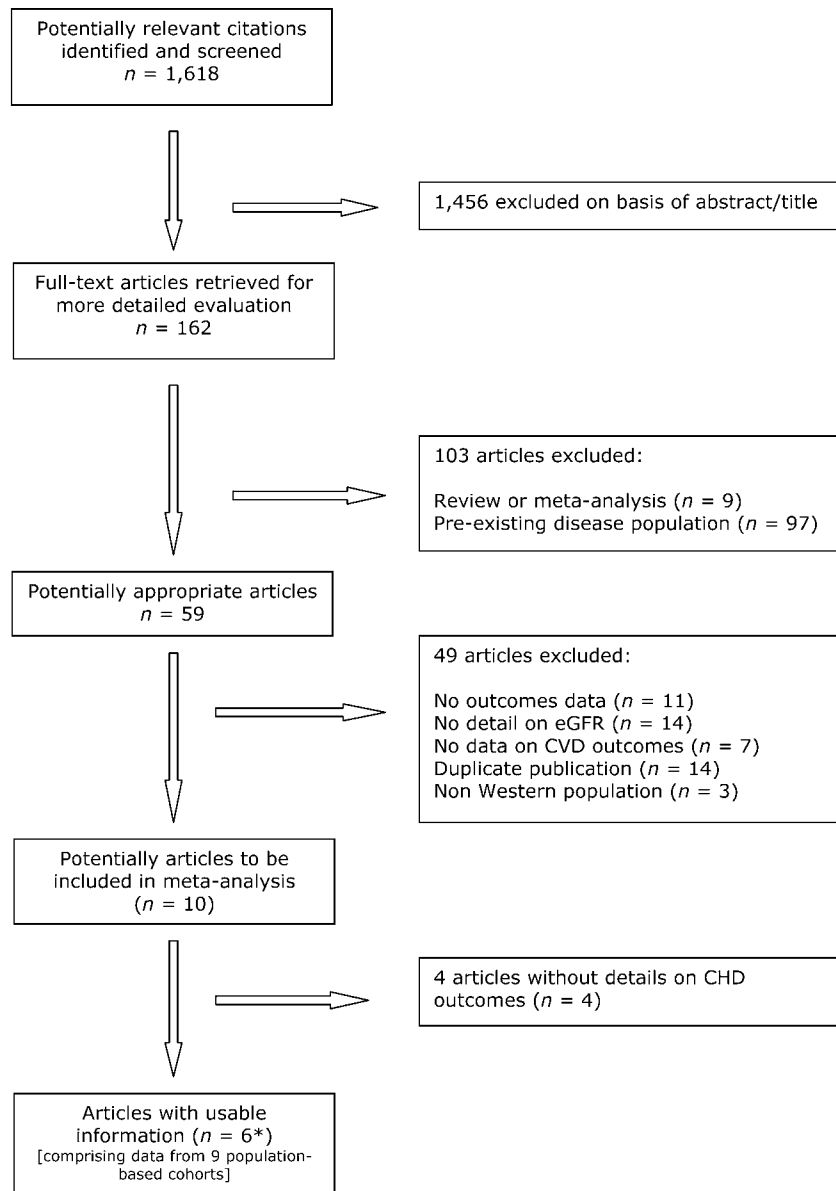 Potentially relevant citations
identified and screened
n = 1,618
1,456 excluded on basis of abstract/title
Full-text articles retrieved for
more detailed evaluation
n = 162
103 articles excluded:
Review or meta-analysis (n = 9)
Pre-existing disease population (n = 97)
Potentially appropriate articles
n = 59
49 articles excluded:
No outcomes data (n = 11)
No detail on eGFR (n = 14)
No data on CVD outcomes (n = 7)
Duplicate publication (n = 14)
Non Western population (n = 3)
Potentially articles to be
included in meta-analysis
(n = 10)
4 articles without details on CHD
outcomes (n = 4)
Articles with usable
information (n = 6*)
[comprising data from 9 population-
based cohorts]